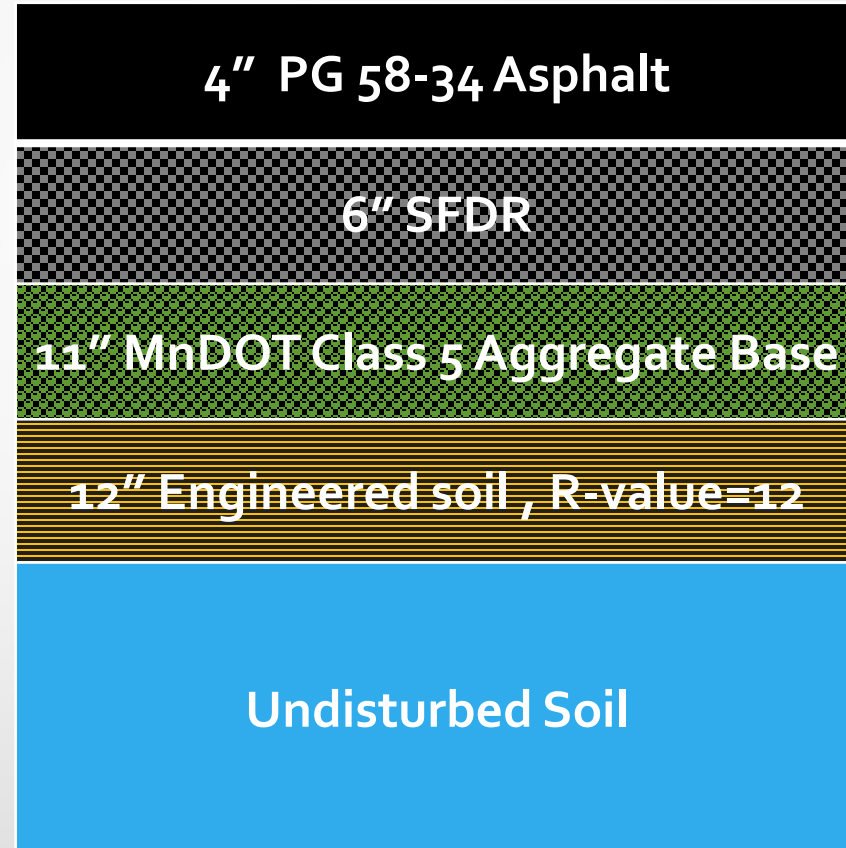 4” PG 58-34 Asphalt
6” SFDR
11” MnDOT Class 5 Aggregate Base
12” Engineered soil , R-value=12
Undisturbed Soil